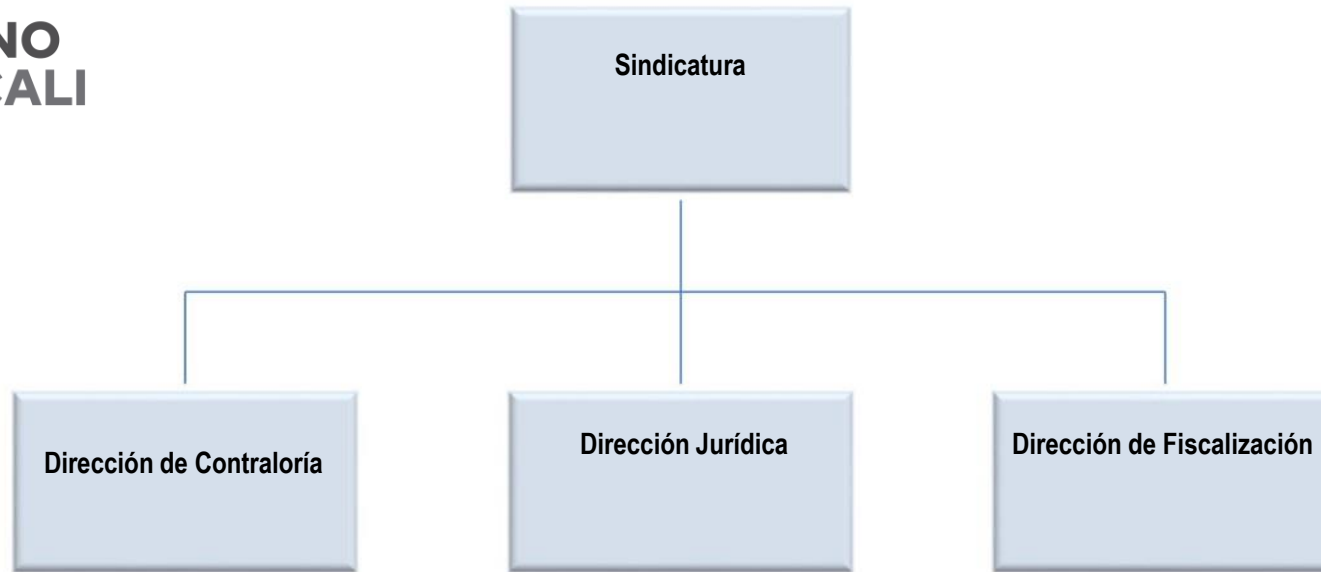 NO
CALI
Sindicatura
Dirección de Contraloría
Dirección Jurídica
Dirección de Fiscalización